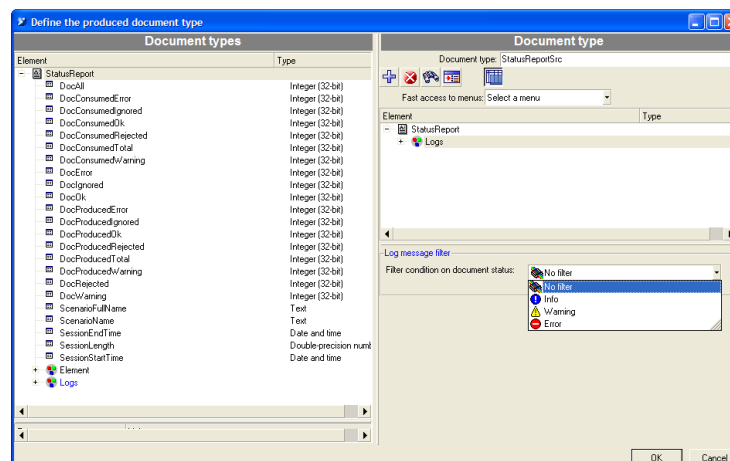 Define the produced document type
Document types
Element Type
StatusReport
DocAll Integer (32-bit)
DocConsumedError Integer (32-bit)
DocConsumedIgnored Integer (32-bit)
DocConsumedOk Integer (32-bit)
DocConsumedRejected Integer (32-bit)
DocConsumedTotal Integer (32-bit)
DocConsumedWarning Integer (32-bit)
DocError Integer (32-bit)
DocIgnored Integer (32-bit)
DocOk Integer (32-bit)
DocProducedError Integer (32-bit)
DocProducedIgnored Integer (32-bit)
DocProducedOk Integer (32-bit)
DocProducedRejected Integer (32-bit)
DocProducedTotal Integer (32-bit)
DocProducedWarning Integer (32-bit)
DocRejected Integer (32-bit)
DocWarning Integer (32-bit)
ScenarioFullName Text
ScenarioName Text
SessionEndTime Date and time
SessionLength Double-precision numb
SessionStartTime Date and time
Element
Logs
Document type
Document type: StatusReportSrc
Fast access to menus: Select a menu
Element Type
StatusReport
Logs
Log message filter
Filter condition on document status: No filter
No filter
Info
Warning
Error
OK Cancel